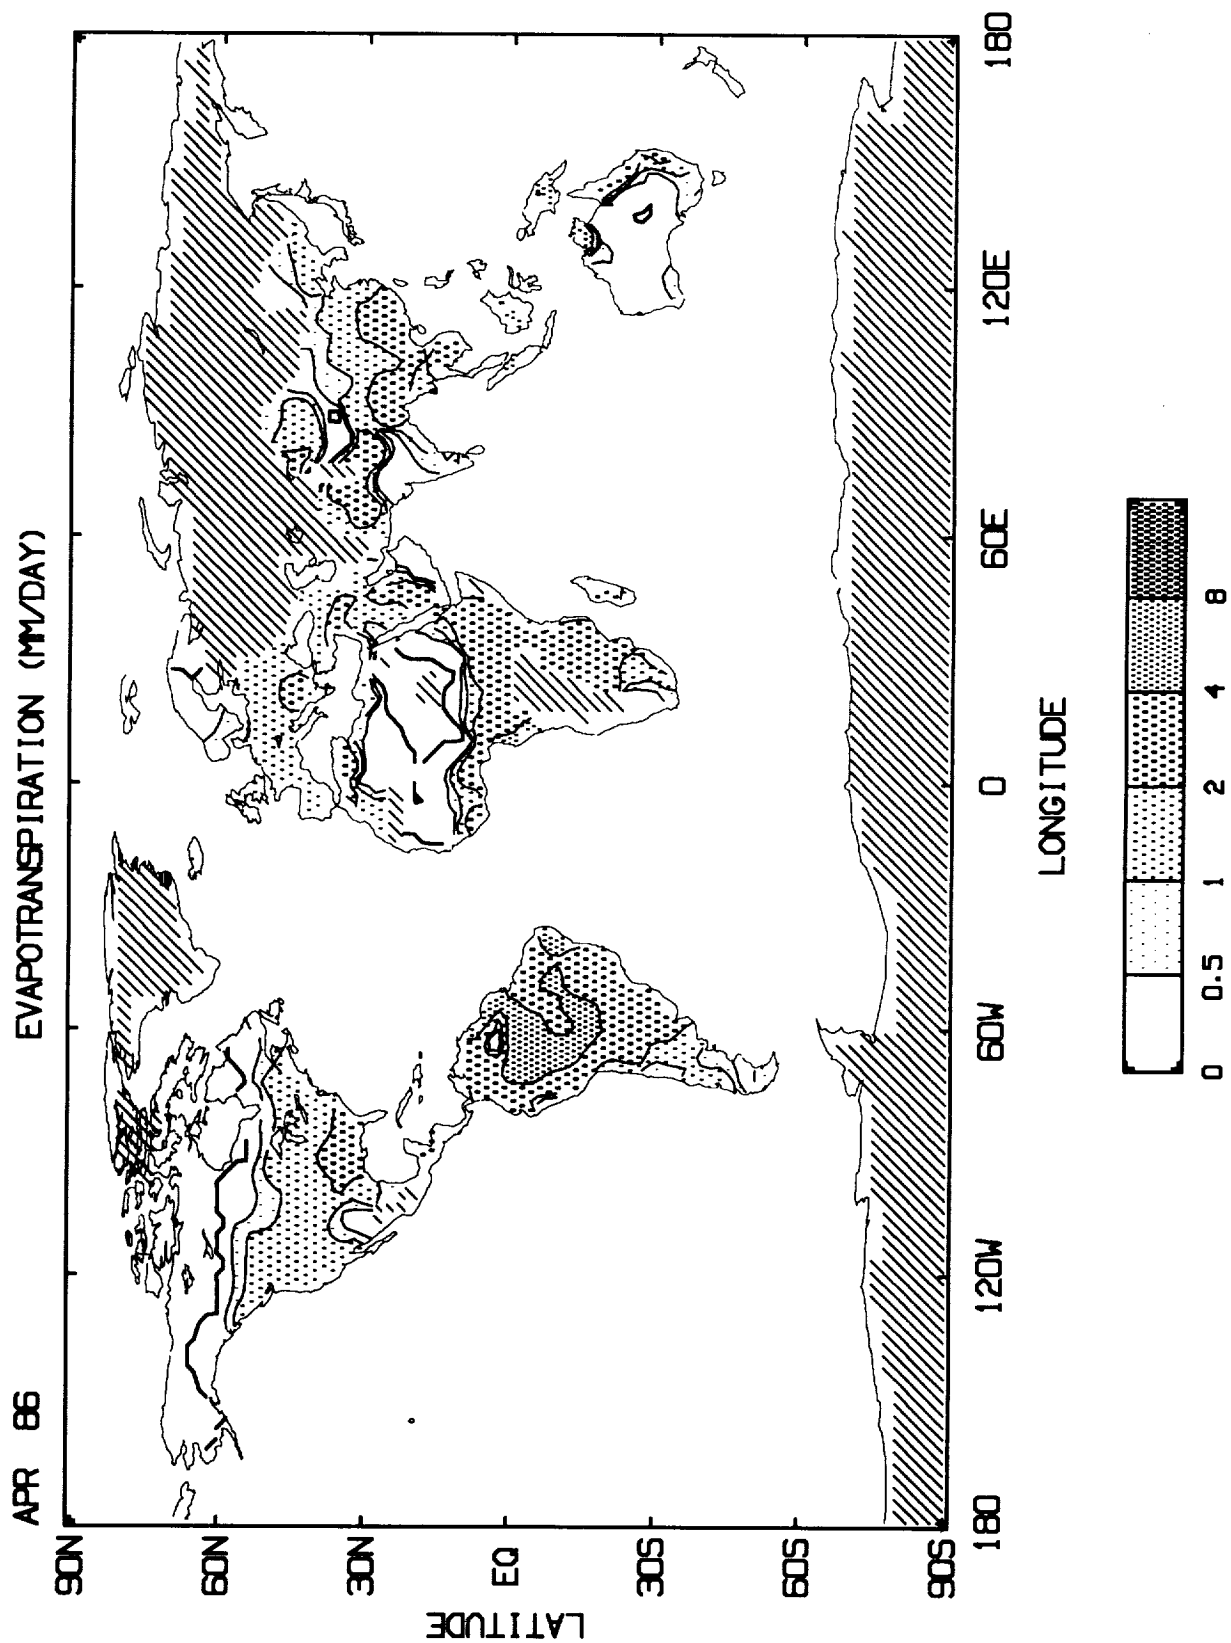 APR 86
EVAPOTRANSPIRATION (MM/DAY)
90N
60N
30N
EQ
30S
60S
90S
LATITUDE
180 120W 60W 0 60E 120E 180
LONGITUDE
0 0.5 1 2 4 8